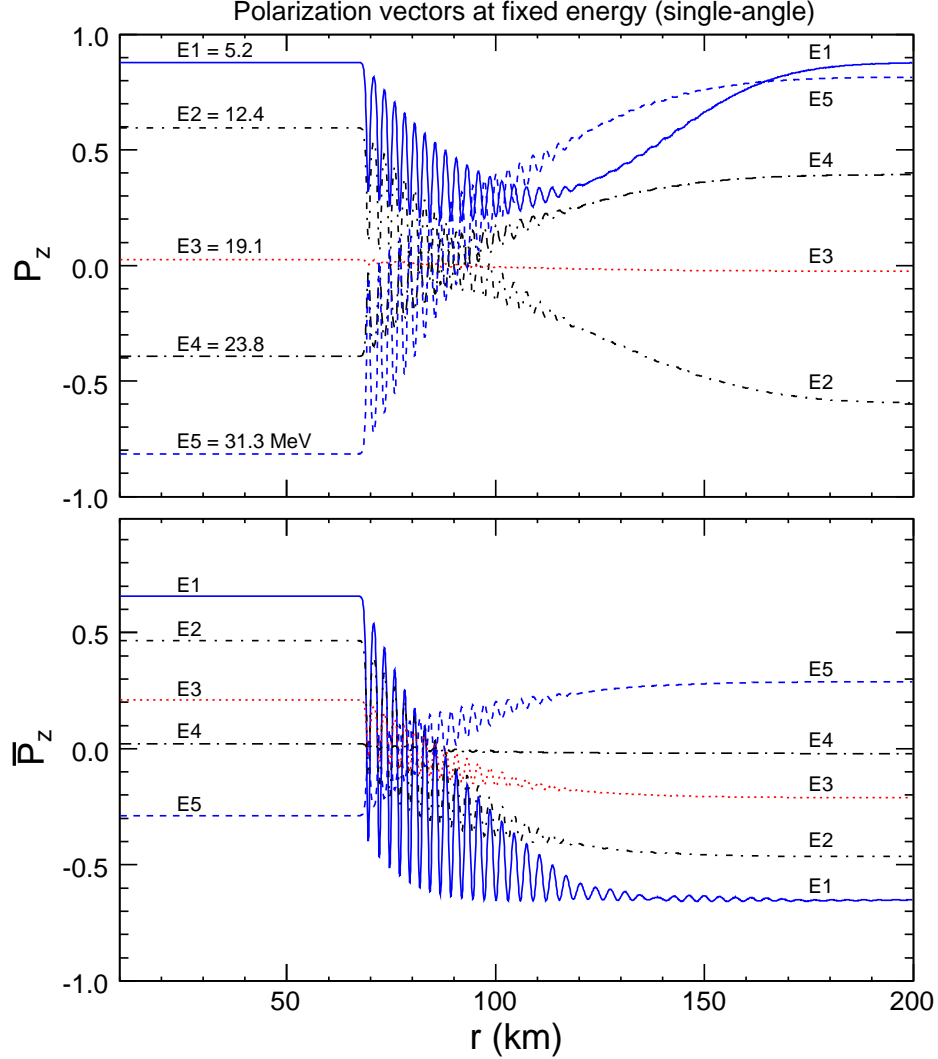 Polarization vectors at fixed energy (single-angle)
1.0
E1 = 5.2
E1
E5
E2 = 12.4
0.5
E4
E3 = 19.1
E3
0.0
P_z
E4 = 23.8
-0.5
E2
E5 = 31.3 MeV
-1.0
E1
E2
0.5
E5
E3
E4
0.0
E4
P̅_z
E3
E5
E2
-0.5
E1
-1.0
50
100
150
200
r (km)